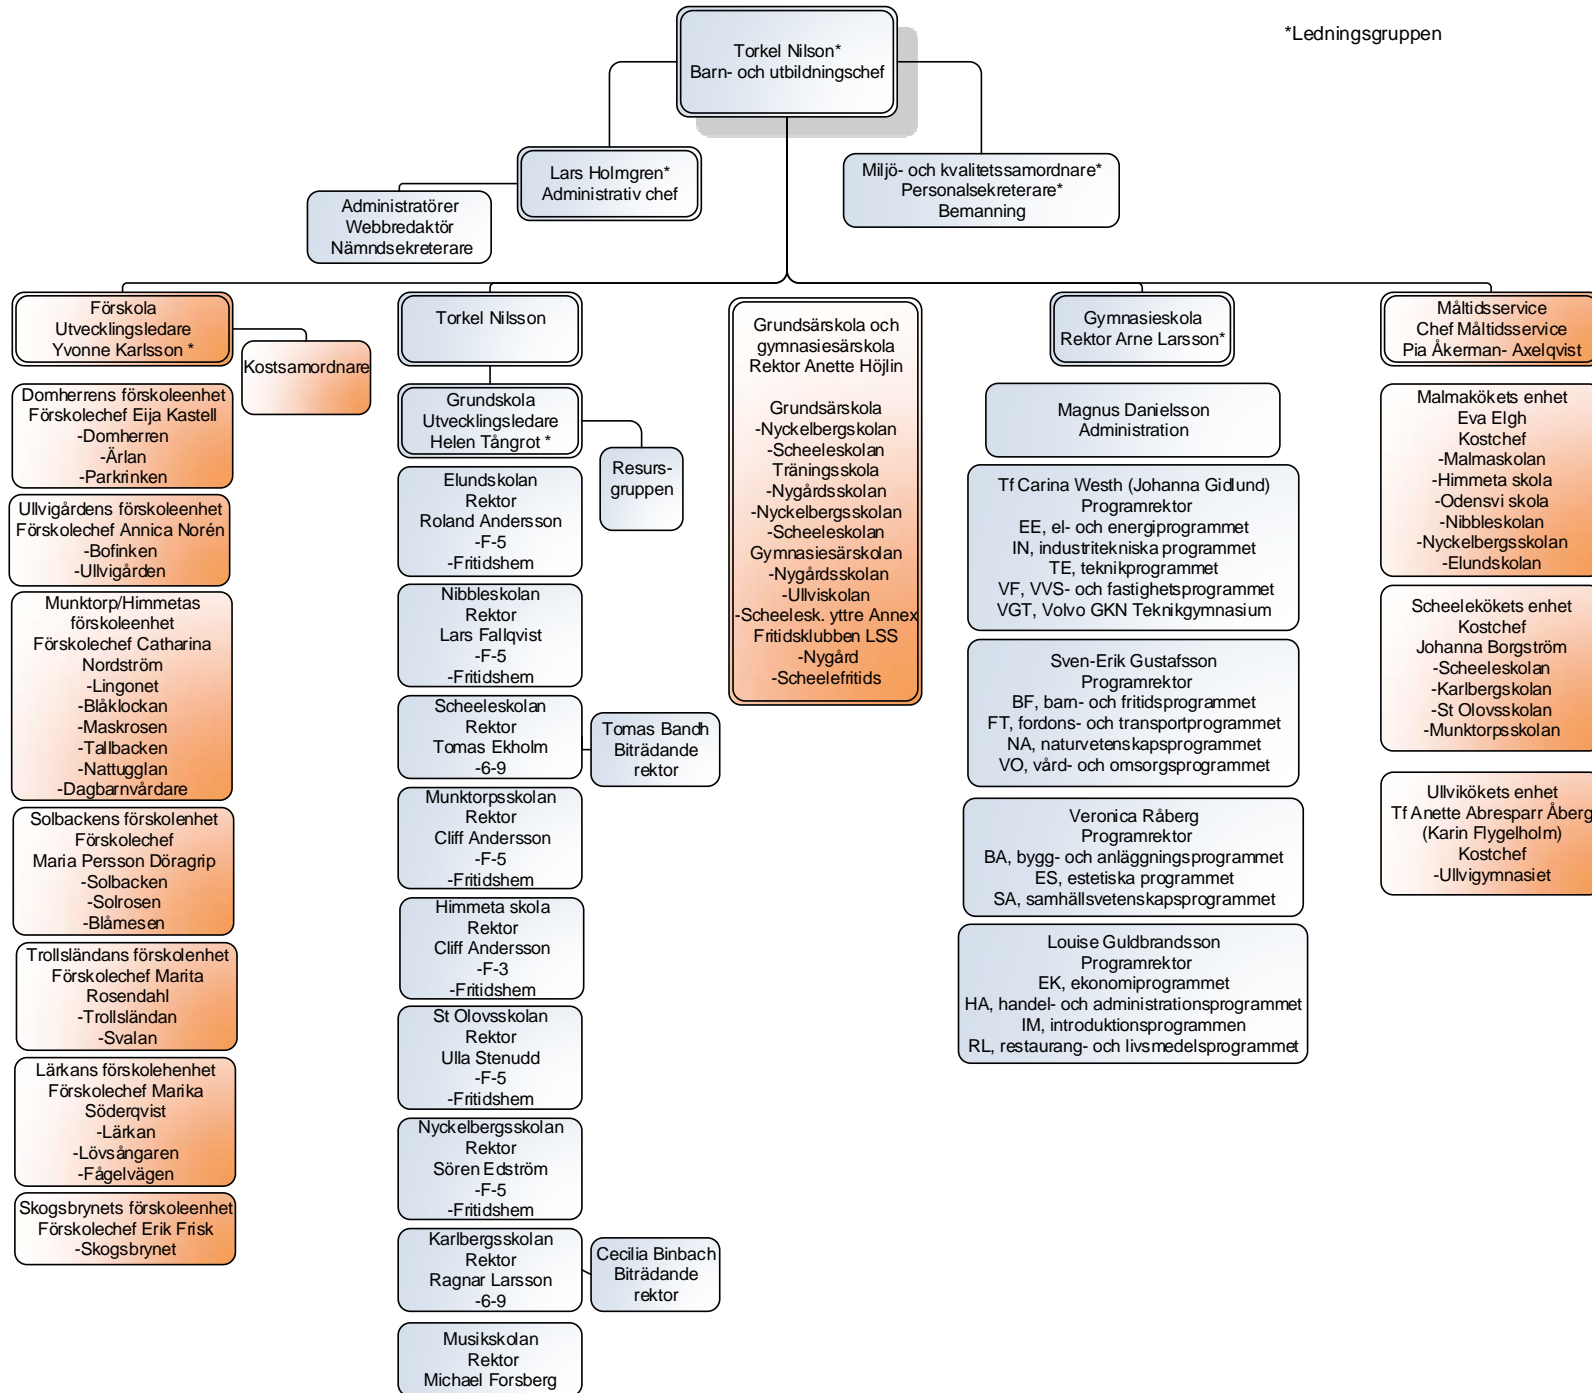 *Ledningsgruppen
Torkel Nilson*
Barn- och utbildningschef
Lars Holmgren*
Administrativ chef
Miljö- och kvalitetssamordnare*
Personalsekreterare*
Bemanning
Administratörer
Webbredaktör
Nämndsekreterare
Förskola
Utvecklingsledare
Yvonne Karlsson *
Kostsamordnare
Domherrens förskoleenhet
Förskolechef Eija Kastell
-Domherren
-Ärlan
-Parkrinken
Ullvigårdens förskoleenhet
Förskolechef Annica Norén
-Bofinken
-Ullvigården
Munktorp/Himmetas
förskoleenhet
Förskolechef Catharina
Nordström
-Lingonet
-Blåklockan
-Maskrosen
-Tallbacken
-Nattugglan
-Dagbarnvårdare
Solbackens förskolenhet
Förskolechef
Maria Persson Döragrip
-Solbacken
-Solrosen
-Blåmesen
Trollsländans förskolenhet
Förskolechef Marita
Rosendahl
-Trollsländan
-Svalan
Lärkans förskolehenhet
Förskolechef Marika
Söderqvist
-Lärkan
-Lövsångaren
-Fågelvägen
Skogsbrynets förskoleenhet
Förskolechef Erik Frisk
-Skogsbrynet
Torkel Nilsson
Grundskola
Utvecklingsledare
Helen Tångrot *
Resurs-
gruppen
Elundskolan
Rektor
Roland Andersson
-F-5
-Fritidshem
Nibbleskolan
Rektor
Lars Fallqvist
-F-5
-Fritidshem
Scheeleskolan
Rektor
Tomas Ekholm
-6-9
Tomas Bandh
Biträdande
rektor
Munktorpsskolan
Rektor
Cliff Andersson
-F-5
-Fritidshem
Himmeta skola
Rektor
Cliff Andersson
-F-3
-Fritidshem
St Olovsskolan
Rektor
Ulla Stenudd
-F-5
-Fritidshem
Nyckelbergsskolan
Rektor
Sören Edström
-F-5
-Fritidshem
Karlbergsskolan
Rektor
Ragnar Larsson
-6-9
Cecilia Binbach
Biträdande
rektor
Musikskolan
Rektor
Michael Forsberg
Grundsärskola och
gymnasiesärskola
Rektor Anette Höjlin
Grundsärskola
-Nyckelbergskolan
-Scheeleskolan
Träningsskola
-Nygårdsskolan
-Nyckelbergsskolan
-Scheeleskolan
Gymnasiesärskolan
-Nygårdsskolan
-Ullviskolan
-Scheelesk. yttre Annex
Fritidsklubben LSS
-Nygård
-Scheelefritids
Gymnasieskola
Rektor Arne Larsson*
Magnus Danielsson
Administration
Tf Carina Westh (Johanna Gidlund)
Programrektor
EE, el- och energiprogrammet
IN, industritekniska programmet
TE, teknikprogrammet
VF, VVS- och fastighetsprogrammet
VGT, Volvo GKN Teknikgymnasium
Sven-Erik Gustafsson
Programrektor
BF, barn- och fritidsprogrammet
FT, fordons- och transportprogrammet
NA, naturvetenskapsprogrammet
VO, vård- och omsorgsprogrammet
Veronica Råberg
Programrektor
BA, bygg- och anläggningsprogrammet
ES, estetiska programmet
SA, samhällsvetenskapsprogrammet
Louise Guldbrandsson
Programrektor
EK, ekonomiprogrammet
HA, handel- och administrationsprogrammet
IM, introduktionsprogrammen
RL, restaurang- och livsmedelsprogrammet
Måltidsservice
Chef Måltidsservice
Pia Åkerman- Axelqvist
Malmakökets enhet
Eva Elgh
Kostchef
-Malmaskolan
-Himmeta skola
-Odensvi skola
-Nibbleskolan
-Nyckelbergsskolan
-Elundskolan
Scheelekökets enhet
Kostchef
Johanna Borgström
-Scheeleskolan
-Karlbergskolan
-St Olovsskolan
-Munktorpsskolan
Ullvikökets enhet
Tf Anette Abresparr Åberg
(Karin Flygelholm)
Kostchef
-Ullvigymnasiet